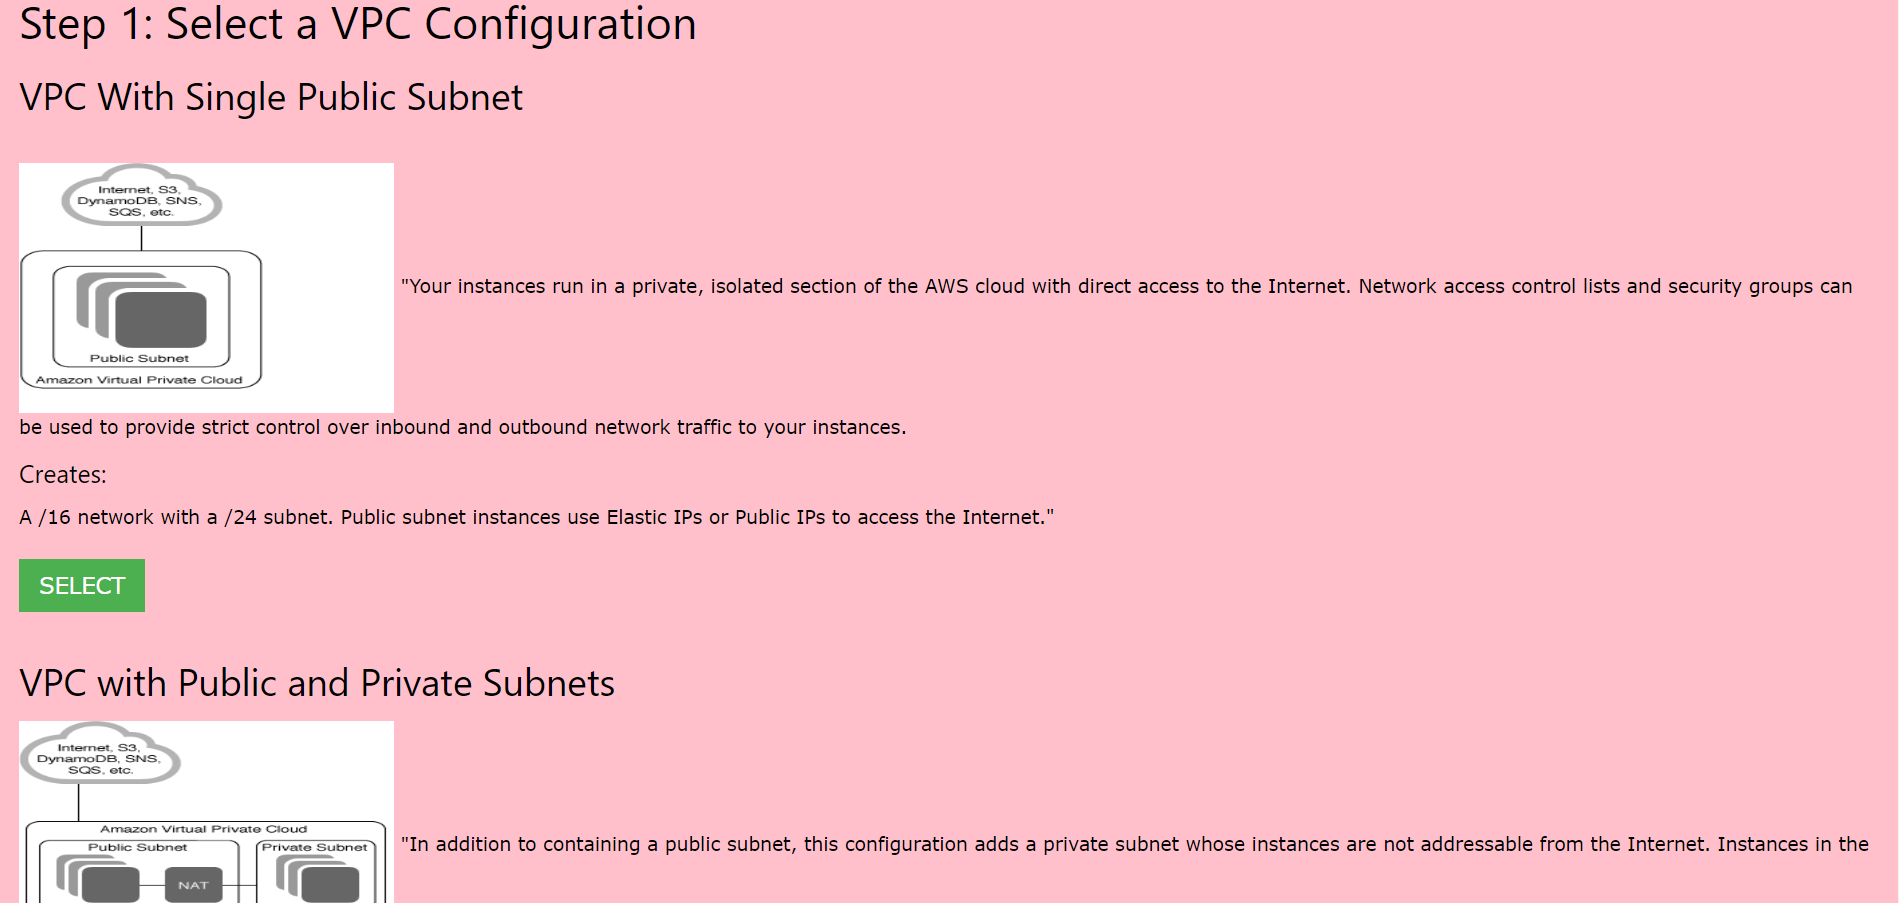 Step 1: Select a VPC Configuration
VPC With Single Public Subnet
Internet, S3,
DynamoDB, SNS,
SQS, etc.
Public Subnet
Amazon Virtual Private Cloud
"Your instances run in a private, isolated section of the AWS cloud with direct access to the Internet. Network access control lists and security groups can
be used to provide strict control over inbound and outbound network traffic to your instances.
Creates:
A /16 network with a /24 subnet. Public subnet instances use Elastic IPs or Public IPs to access the Internet."
SELECT
VPC with Public and Private Subnets
Internet, S3,
DynamoDB, SNS,
SQS, etc.
Amazon Virtual Private Cloud
Public Subnet
Private Subnet
NAT
"In addition to containing a public subnet, this configuration adds a private subnet whose instances are not addressable from the Internet. Instances in the